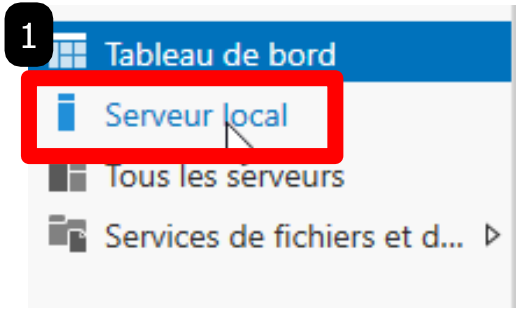 1
Tableau de bord
Serveur local
Tous les serveurs
Services de fichiers et d...